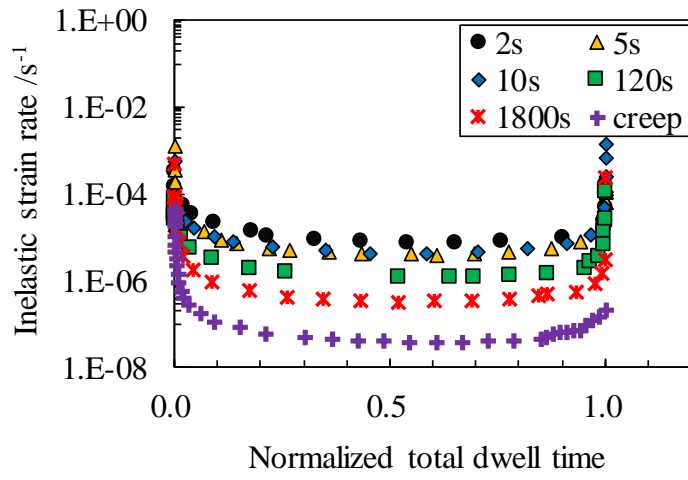 1.E+00
2s 5s
10s 120s
1800s creep
1.E-02
1.E-04
1.E-06
1.E-08
Inelastic strain rate /s⁻¹
0.0 0.5 1.0
Normalized total dwell time